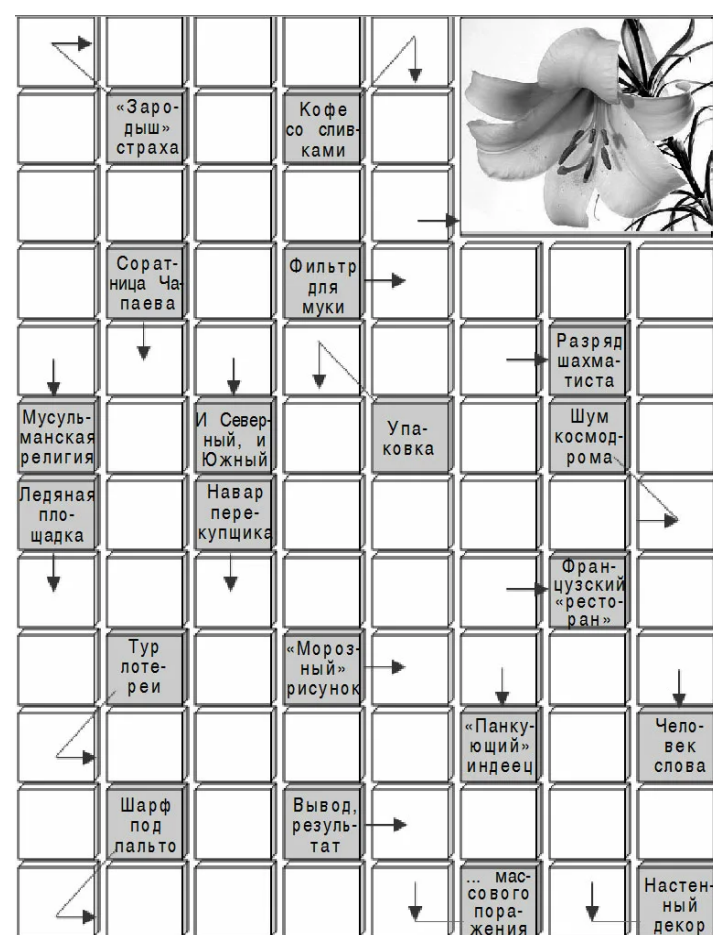 «Заро-
дыш»
страха
Кофе
со слив-
ками
Сорат-
ница Ча-
паева
Фильтр
для
муки
Разряд
шахма-
тиста
Мусуль-
манская
религия
И Север-
ный, и
Южный
Упа-
ковка
Шум
космод-
рома
Ледяная
пло-
щадка
Навар
пере-
купщика
Фран-
цузский
«ресто-
ран»
Тур
лоте-
реи
«Мороз-
ный»
рисунок
«Панку-
ющий»
индеец
Чело-
век
слова
Шарф
под
пальто
Вывод,
резуль-
тат
... мас-
сового
пора-
жения
Настен-
ный
декор